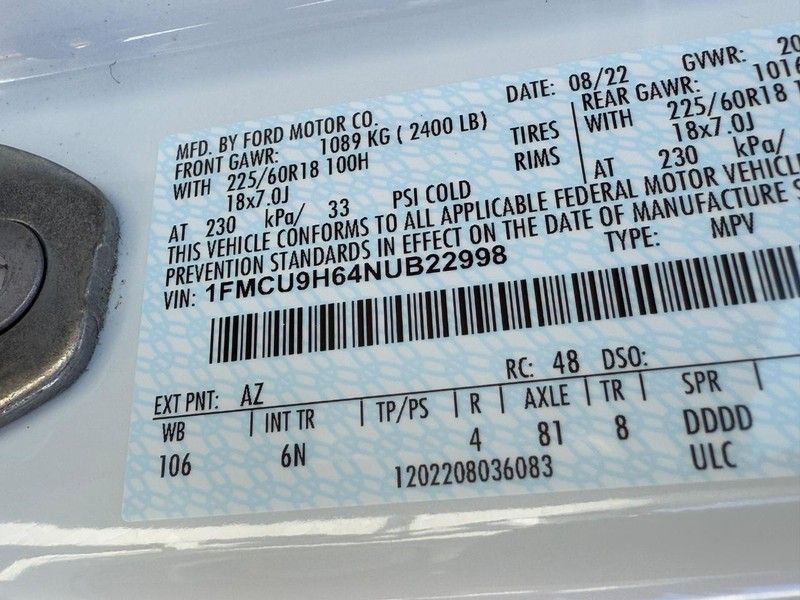 MFD. BY FORD MOTOR CO. DATE: 08/22 GVWR: 20
FRONT GAWR: 1089 KG ( 2400 LB) REAR GAWR: 1016
WITH 225/60R18 100H TIRES WITH 225/60R18 10
18x7.0J RIMS 18x7.0J
AT 230 kPa/ 33 PSI COLD AT 230 kPa/
THIS VEHICLE CONFORMS TO ALL APPLICABLE FEDERAL MOTOR VEHICL
PREVENTION STANDARDS IN EFFECT ON THE DATE OF MANUFACTURE S
VIN: 1FMCU9H64NUB22998 TYPE: MPV
RC: 48 DSO:
EXT PNT: AZ
WB INT TR TP/PS R AXLE TR SPR
106 6N 4 81 8 DDDD
1202208036083 ULC